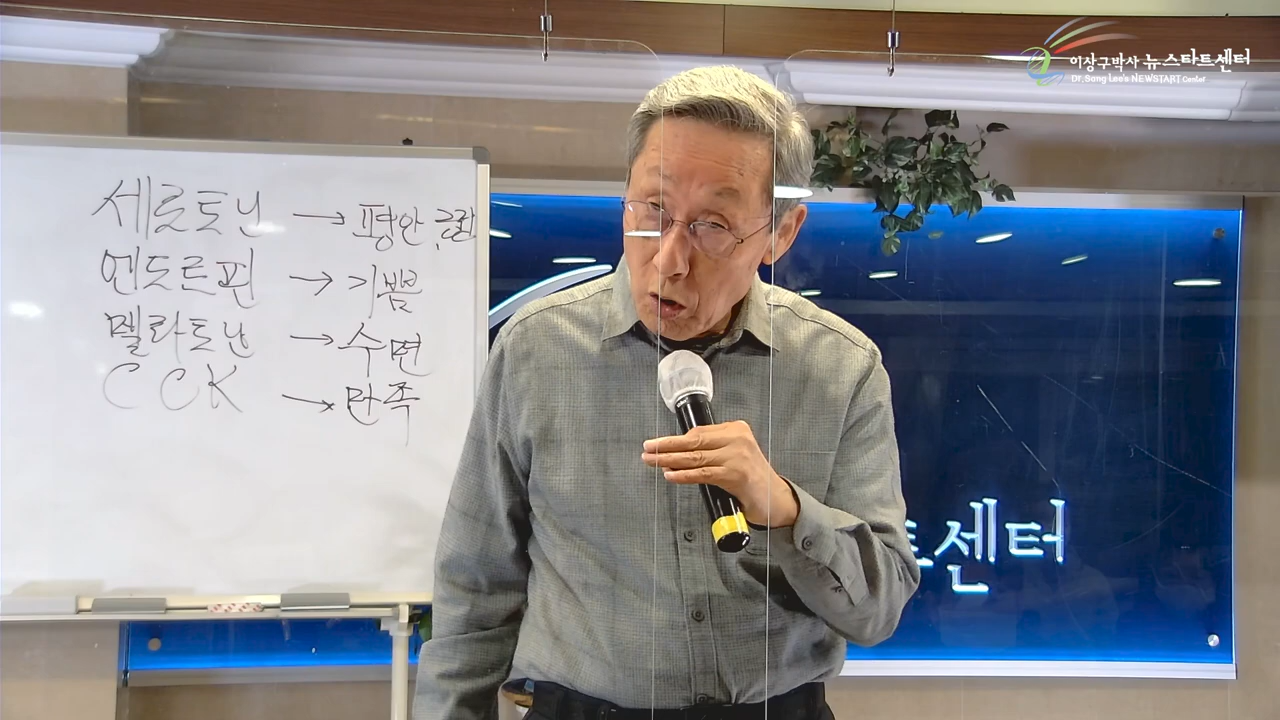 이상구박사 뉴스타트센터
Dr. Sang Lee's NEWSTART Center
세로토닌 → 평안,
엔도르핀 → 기쁨
멜라토닌 → 수면
CCK → 만족
트센터